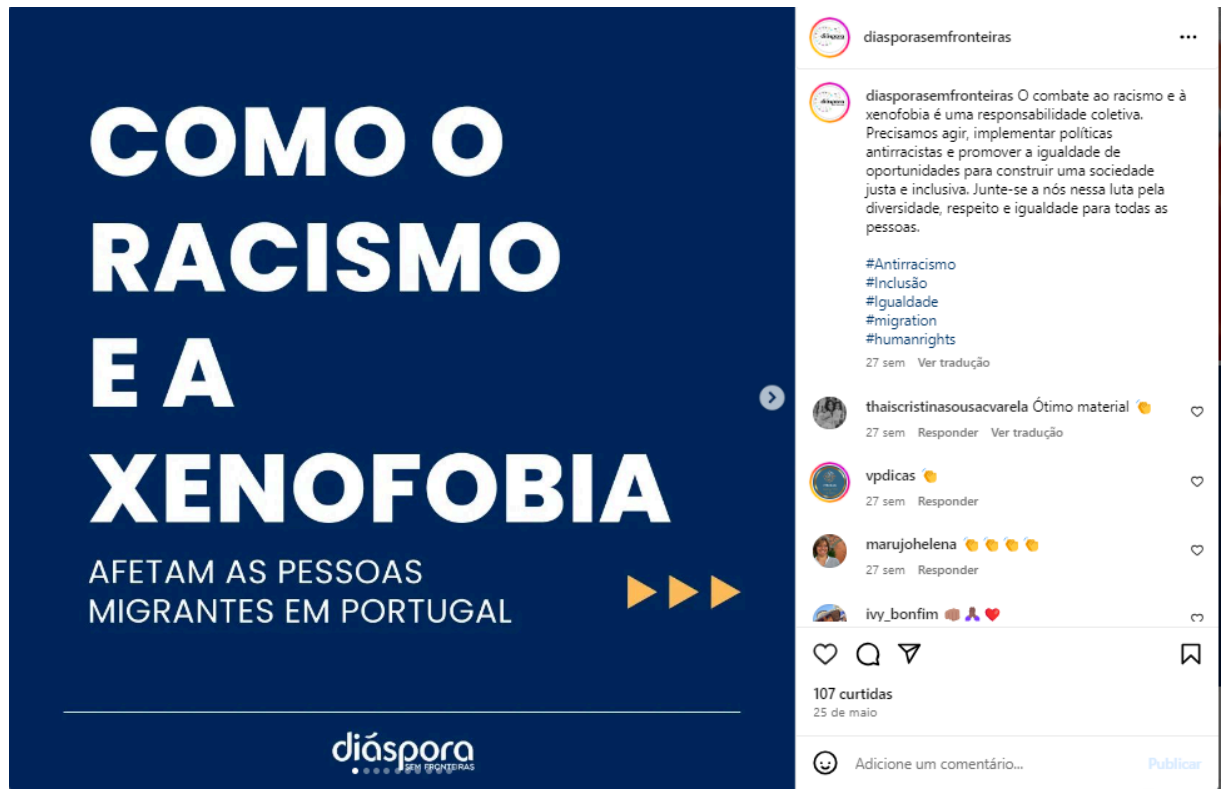 COMO O
RACISMO
E A
XENOFOBIA
AFETAM AS PESSOAS
MIGRANTES EM PORTUGAL
diáspora
SEM FRONTEIRAS
diasporasemfronteiras
diasporasemfronteiras O combate ao racismo e à
xenofobia é uma responsabilidade coletiva.
Precisamos agir, implementar políticas
antirracistas e promover a igualdade de
oportunidades para construir uma sociedade
justa e inclusiva. Junte-se a nós nessa luta pela
diversidade, respeito e igualdade para todas as
pessoas.
#Antirracismo
#Inclusão
#Igualdade
#migration
#humanrights
27 sem Ver tradução
thaiscristinasousacvarela Ótimo material 👏
27 sem Responder Ver tradução
vpdicas 👏
27 sem Responder
marujohelena 👏👏👏👏
27 sem Responder
ivy_bonfim 👊🏽🙏🏾❤️
107 curtidas
25 de maio
Adicione um comentário...
Publicar